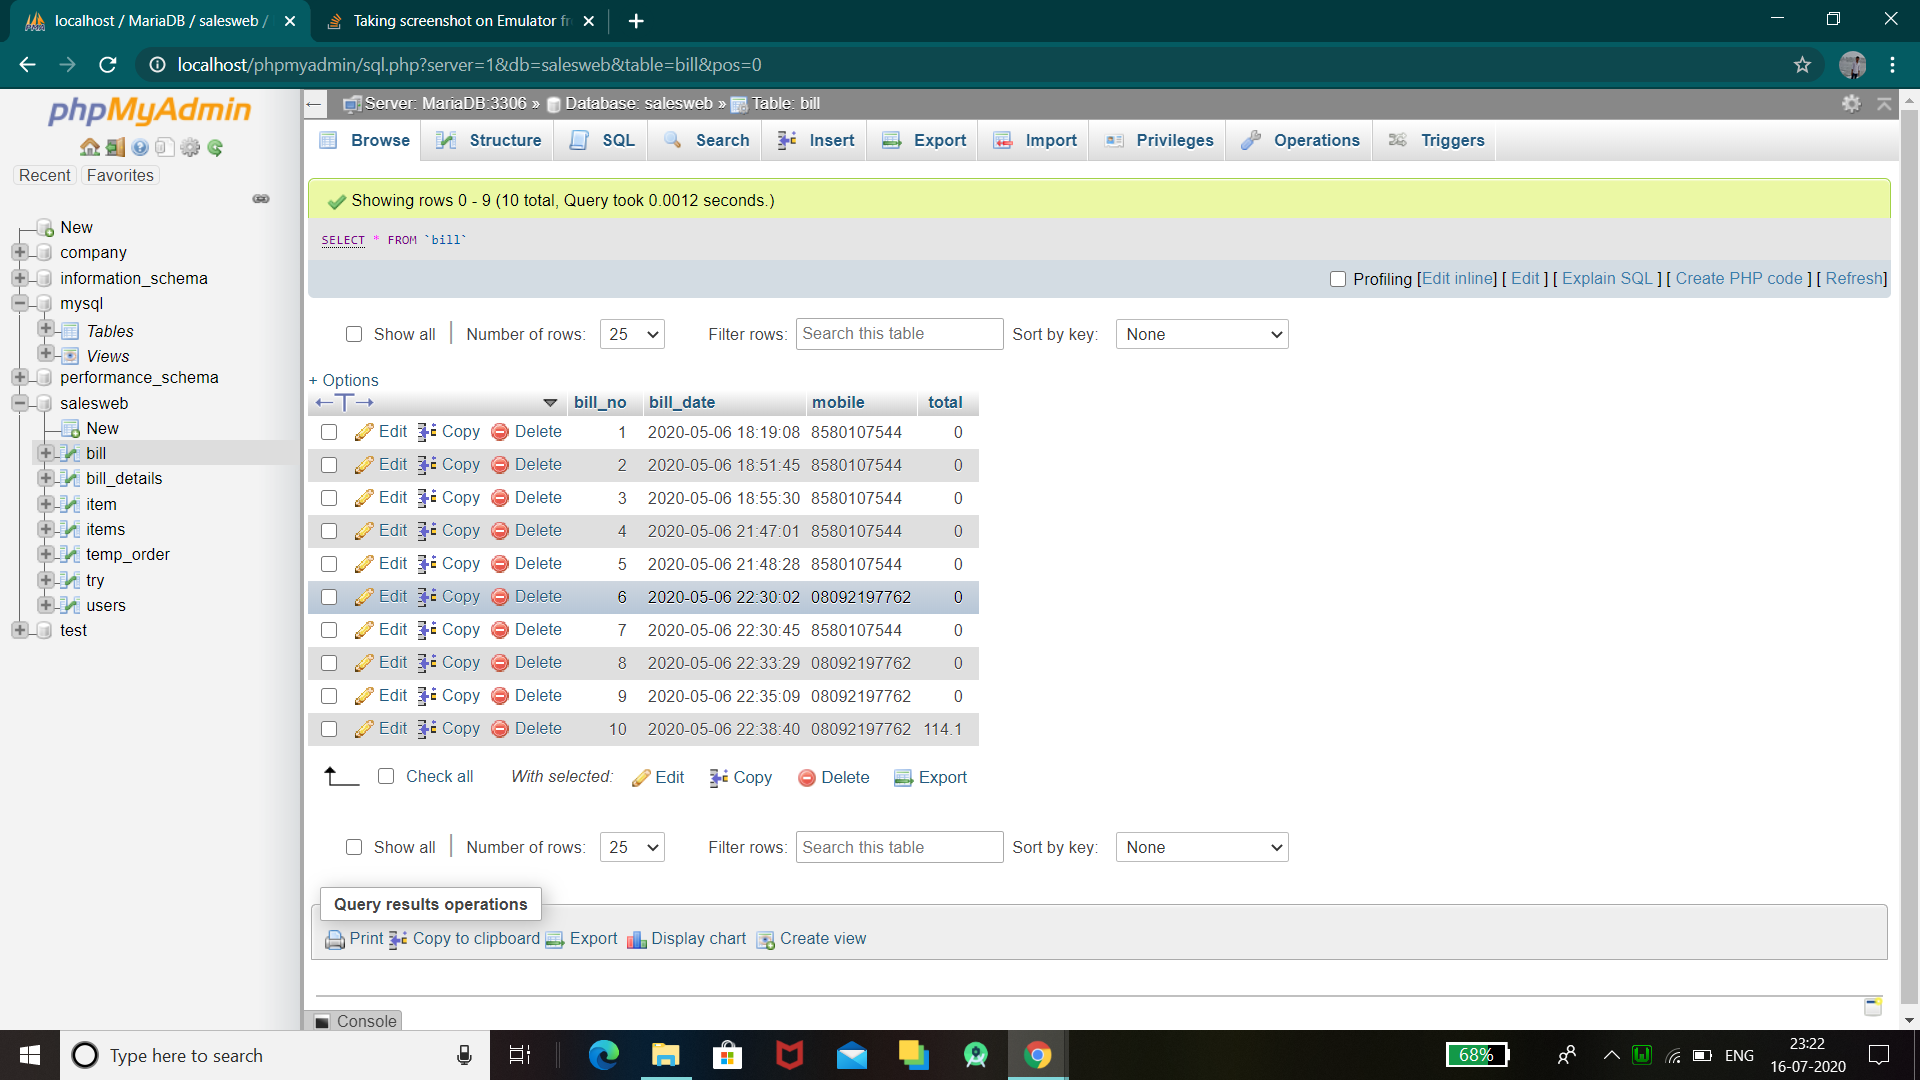 localhost / MariaDB / salesweb /
Taking screenshot on Emulator fr
localhost/phpmyadmin/sql.php?server=1&db=salesweb&table=bill&pos=0
phpMyAdmin
Recent Favorites
New
company
information_schema
mysql
Tables
Views
performance_schema
salesweb
New
bill
bill_details
item
items
temp_order
try
users
test
Server: MariaDB:3306 » Database: salesweb » Table: bill
Browse Structure SQL Search Insert Export Import Privileges Operations Triggers
Showing rows 0 - 9 (10 total, Query took 0.0012 seconds.)
SELECT * FROM `bill`
Profiling [Edit inline] [ Edit ] [ Explain SQL ] [ Create PHP code ] [ Refresh]
Show all | Number of rows: 25 Filter rows: Search this table Sort by key: None
+ Options
←T→ bill_no bill_date mobile total
Edit Copy Delete 1 2020-05-06 18:19:08 8580107544 0
Edit Copy Delete 2 2020-05-06 18:51:45 8580107544 0
Edit Copy Delete 3 2020-05-06 18:55:30 8580107544 0
Edit Copy Delete 4 2020-05-06 21:47:01 8580107544 0
Edit Copy Delete 5 2020-05-06 21:48:28 8580107544 0
Edit Copy Delete 6 2020-05-06 22:30:02 08092197762 0
Edit Copy Delete 7 2020-05-06 22:30:45 8580107544 0
Edit Copy Delete 8 2020-05-06 22:33:29 08092197762 0
Edit Copy Delete 9 2020-05-06 22:35:09 08092197762 0
Edit Copy Delete 10 2020-05-06 22:38:40 08092197762 114.1
Check all With selected: Edit Copy Delete Export
Show all | Number of rows: 25 Filter rows: Search this table Sort by key: None
Query results operations
Print Copy to clipboard Export Display chart Create view
Console
Type here to search
68%
ENG
23:22
16-07-2020